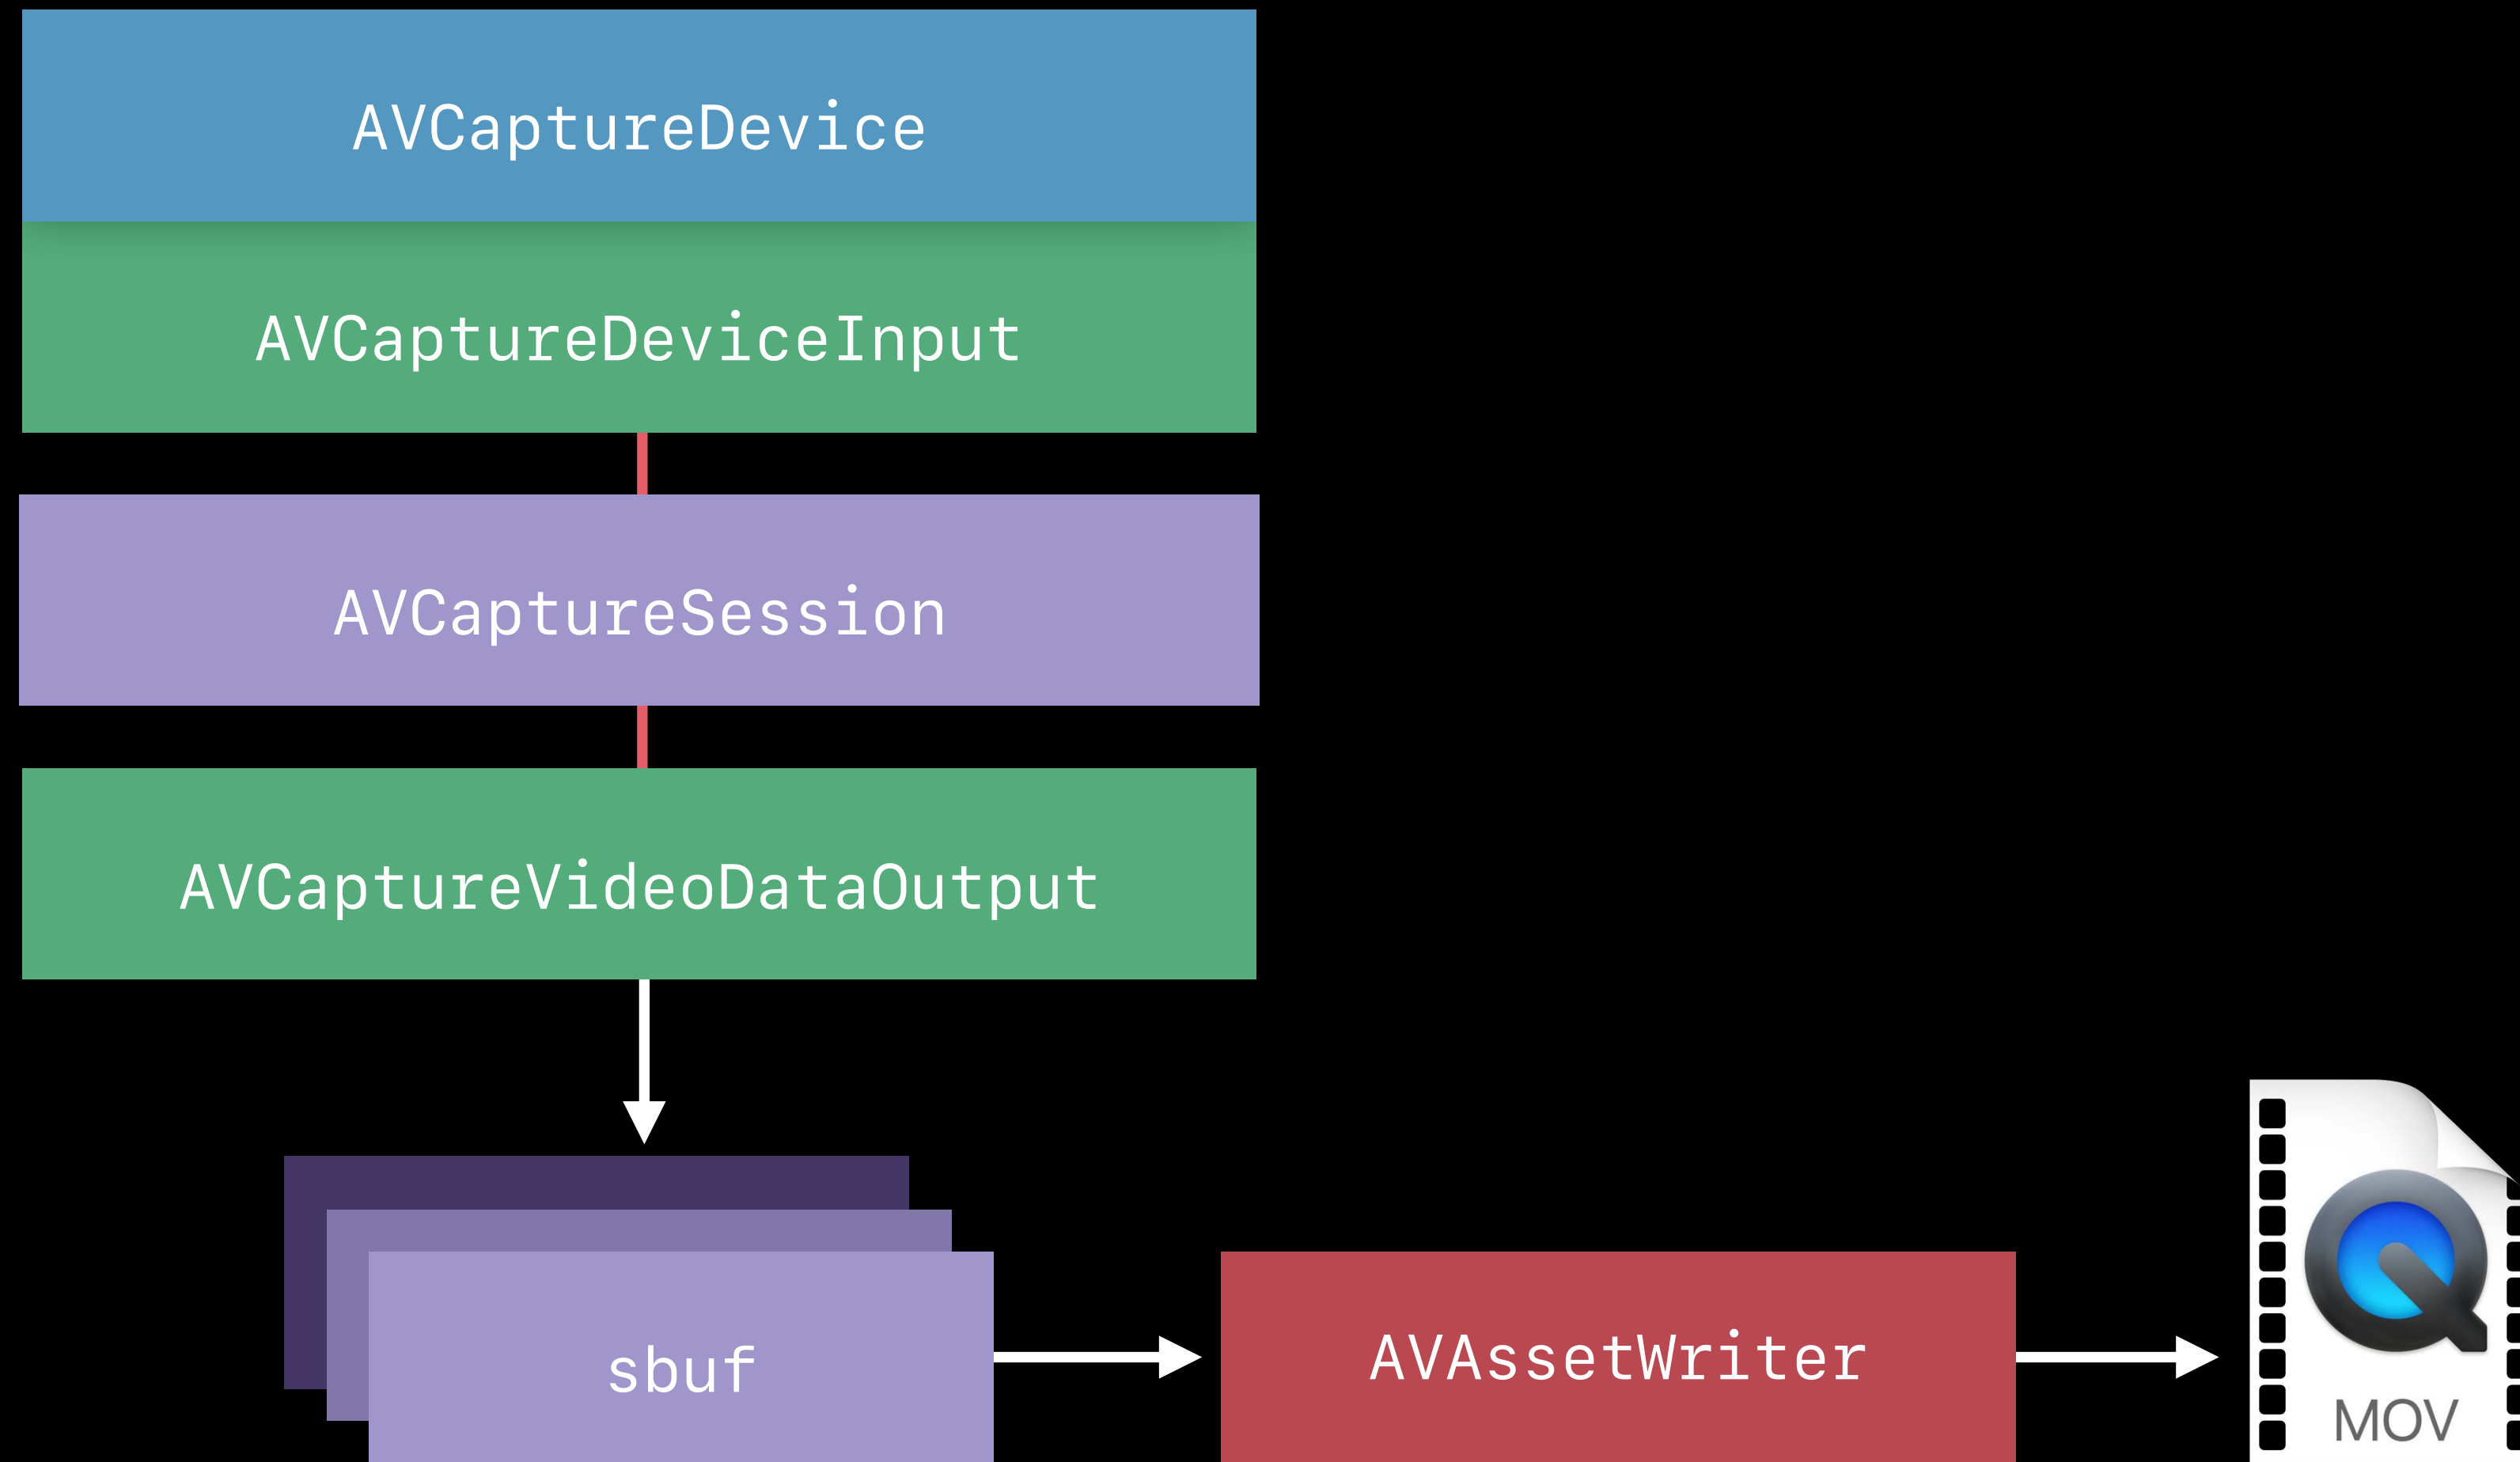 AVCaptureDevice
AVCaptureDeviceInput
AVCaptureSession
AVCaptureVideoDataOutput
sbuf
AVAssetWriter
MOV